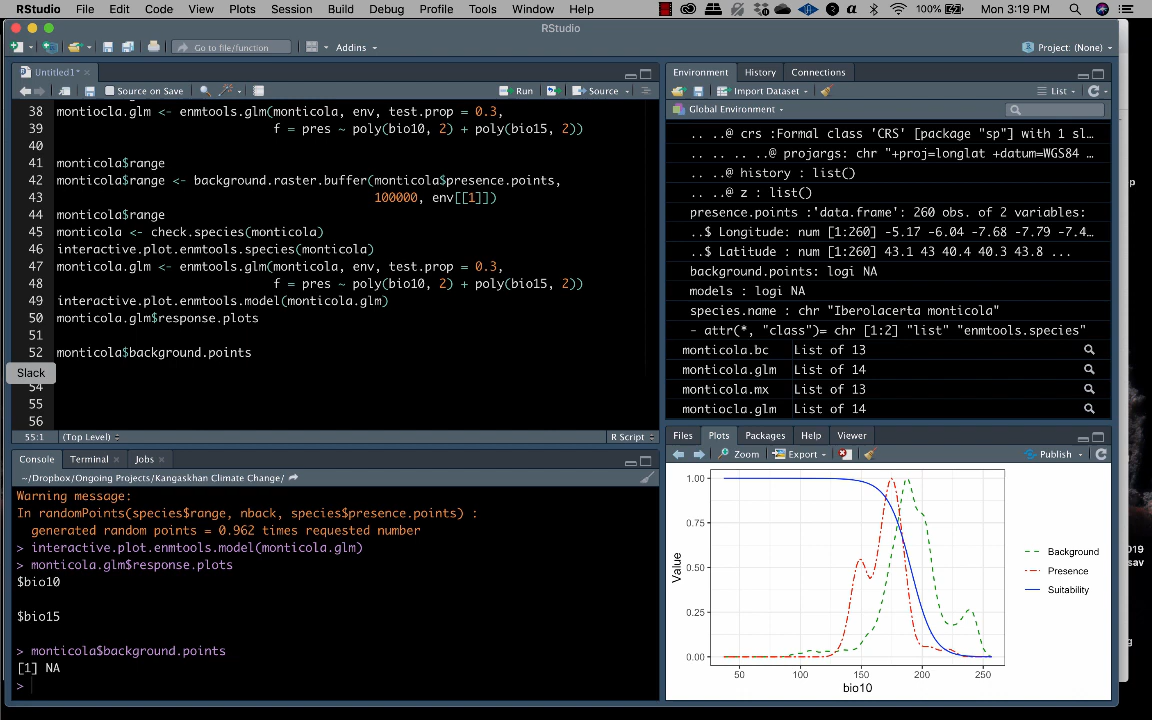 RStudio File Edit Code View Plots Session Build Debug Profile Tools Window Help 100% Mon 3:19 PM
RStudio
Go to file/function Addins Project: (None)
Untitled1*
Source on Save Run Source
38 montiocla.glm <- enmtools.glm(monticola, env, test.prop = 0.3,
39 f = pres ~ poly(bio10, 2) + poly(bio15, 2))
40
41 monticola$range
42 monticola$range <- background.raster.buffer(monticola$presence.points,
43 100000, env[[1]])
44 monticola$range
45 monticola <- check.species(monticola)
46 interactive.plot.enmtools.species(monticola)
47 monticola.glm <- enmtools.glm(monticola, env, test.prop = 0.3,
48 f = pres ~ poly(bio10, 2) + poly(bio15, 2))
49 interactive.plot.enmtools.model(monticola.glm)
50 monticola.glm$response.plots
51
52 monticola$background.points
Slack
54
55
56
55:1 (Top Level) R Script
Console Terminal Jobs
~/Dropbox/Ongoing Projects/Kangaskhan Climate Change/
Warning message:
In randomPoints(species$range, nback, species$presence.points) :
generated random points = 0.962 times requested number
> interactive.plot.enmtools.model(monticola.glm)
> monticola.glm$response.plots
$bio10
$bio15
> monticola$background.points
[1] NA
>
Environment History Connections
Import Dataset List
Global Environment
.. ..@ crs :Formal class 'CRS' [package "sp"] with 1 sl…
.. .. .. ..@ projargs: chr "+proj=longlat +datum=WGS84 …
.. ..@ history : list()
.. ..@ z : list()
presence.points :'data.frame': 260 obs. of 2 variables:
..$ Longitude: num [1:260] -5.17 -6.04 -7.68 -7.79 -7.4…
..$ Latitude : num [1:260] 43.1 43 40.4 40.3 43.8 ...
background.points: logi NA
models : logi NA
species.name : chr "Iberolacerta monticola"
- attr(*, "class")= chr [1:2] "list" "enmtools.species"
monticola.bc List of 13
monticola.glm List of 14
monticola.mx List of 13
montiocla.glm List of 14
Files Plots Packages Help Viewer
Zoom Export Publish
1.00
0.75
0.50
0.25
0.00
Value
50 100 150 200 250
bio10
Background
Presence
Suitability
019
sav